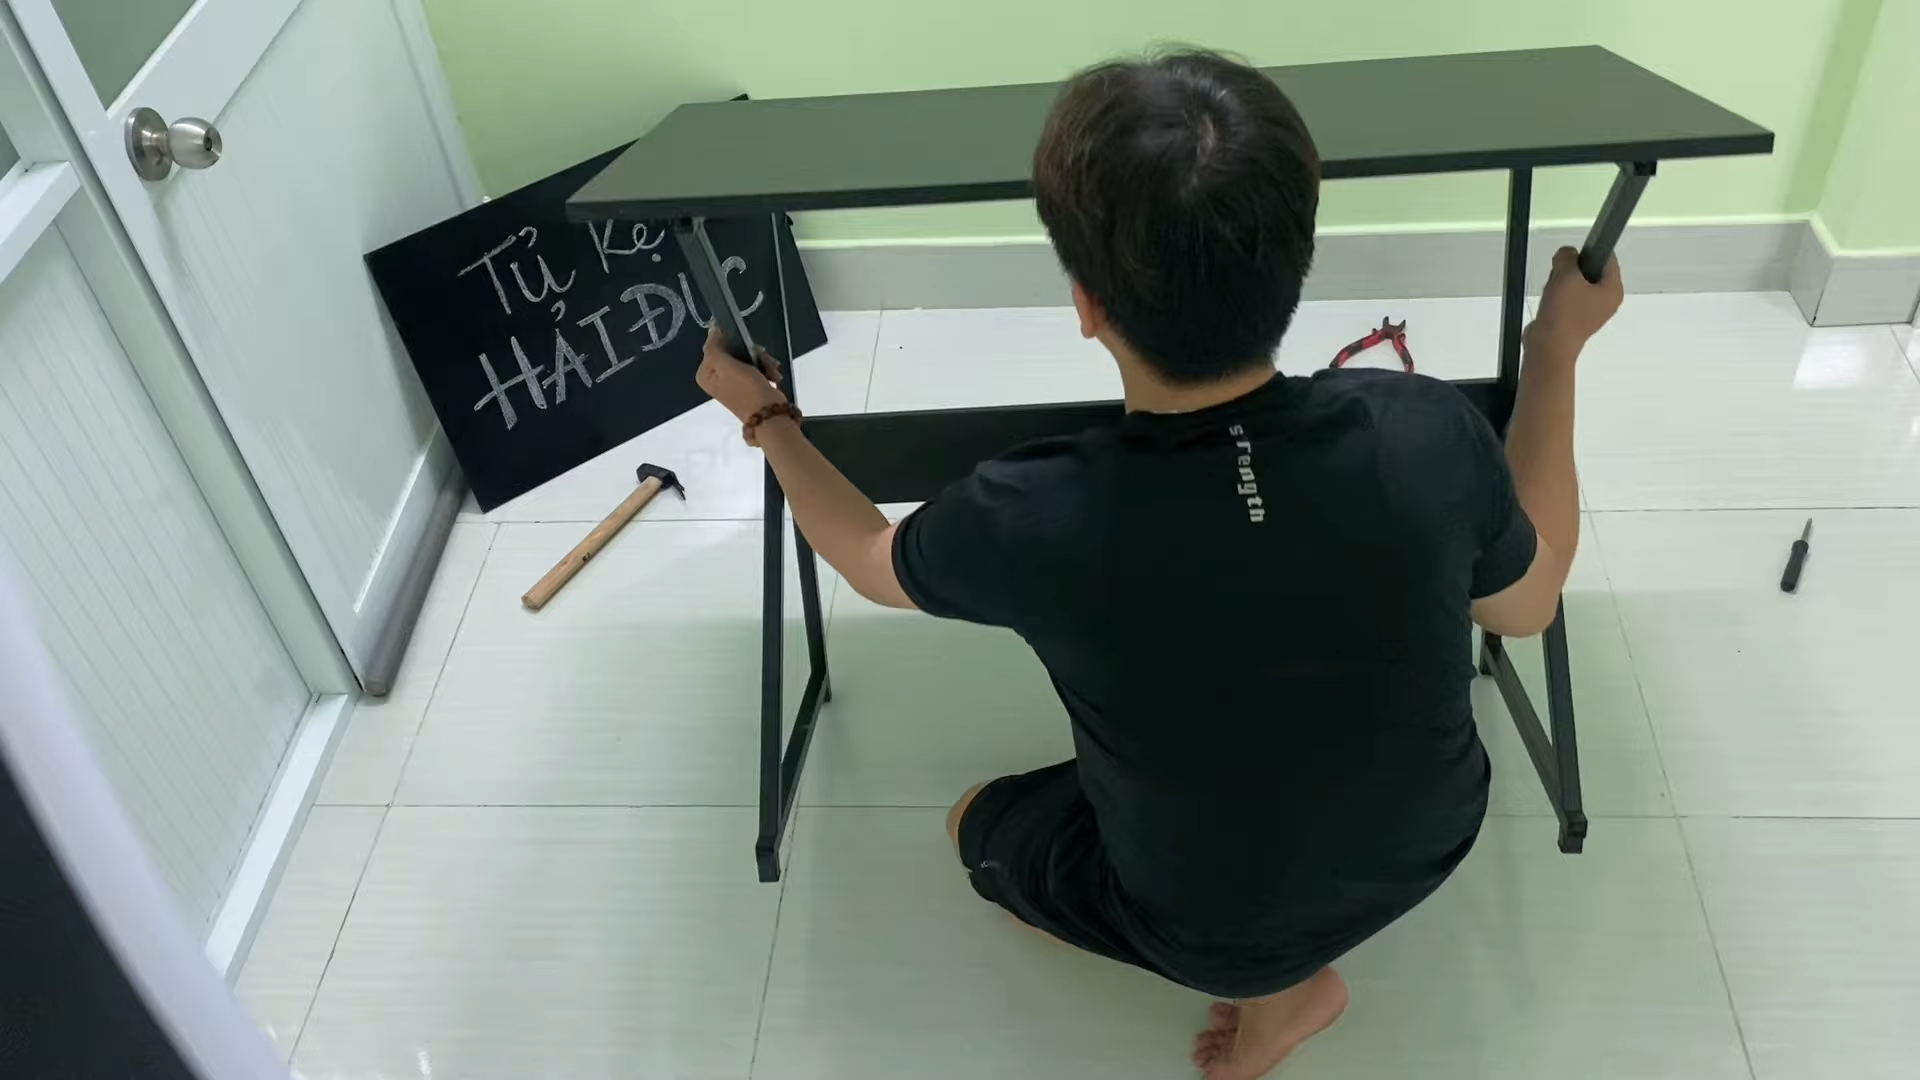 Tủ Kệ
HẢI ĐỨC
strength